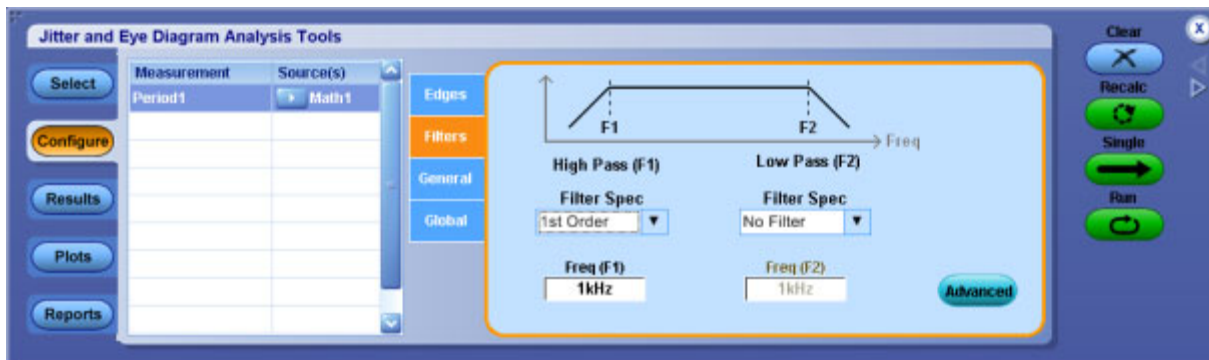 Jitter and Eye Diagram Analysis Tools
Select
Configure
Results
Plots
Reports
Measurement Source(s)
Period1 Math1
Edges
Filters
General
Global
F1 F2
Freq
High Pass (F1) Low Pass (F2)
Filter Spec Filter Spec
1st Order No Filter
Freq (F1) Freq (F2)
1kHz 1kHz
Advanced
Clear
X
Recalc
Single
Run